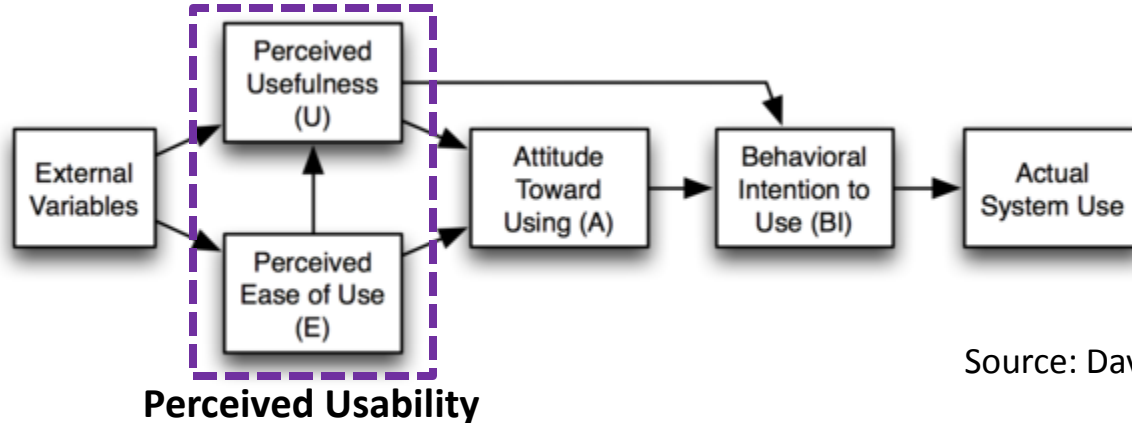 Perceived
Usefulness
(U)
External
Variables
Perceived
Ease of Use
(E)
Attitude
Toward
Using (A)
Behavioral
Intention to
Use (BI)
Actual
System Use
Perceived Usability
Source: Dav